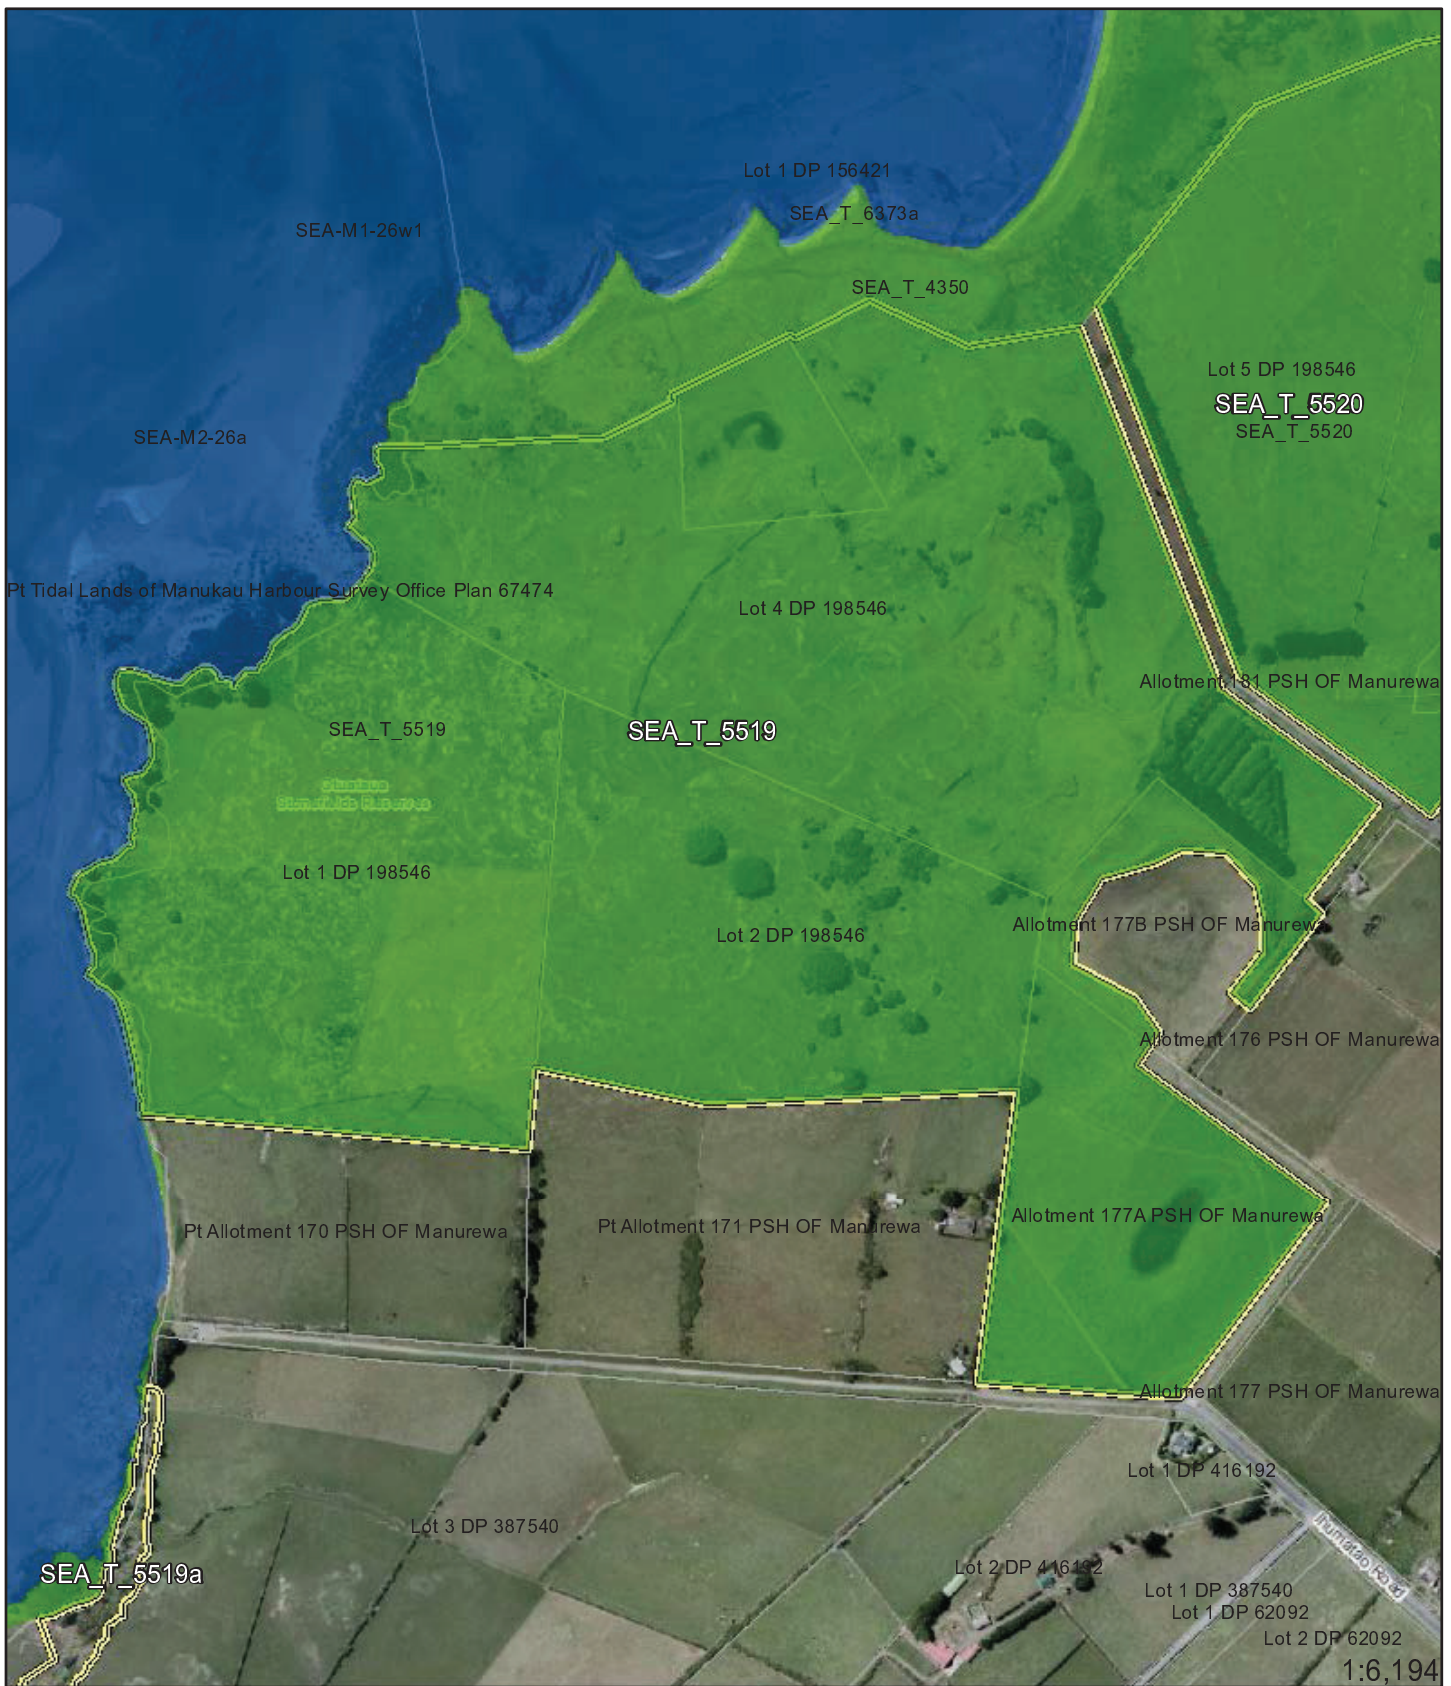 Lot 1 DP 156421
SEA_T_6373a
SEA-M1-26w1
SEA_T_4350
Lot 5 DP 198546
SEA_T_5520
SEA_T_5520
SEA-M2-26a
Pt Tidal Lands of Manukau Harbour Survey Office Plan 67474
Lot 4 DP 198546
Allotment 181 PSH OF Manurewa
SEA_T_5519
SEA_T_5519
Stonefields Reserves
Lot 1 DP 198546
Lot 2 DP 198546
Allotment 177B PSH OF Manurewa
Allotment 176 PSH OF Manurewa
Allotment 177A PSH OF Manurewa
Pt Allotment 170 PSH OF Manurewa
Pt Allotment 171 PSH OF Manurewa
Allotment 177 PSH OF Manurewa
Lot 1 DP 416192
Lot 3 DP 387540
Ihumatao Road
SEA_T_5519a
Lot 2 DP 416192
Lot 1 DP 387540
Lot 1 DP 62092
Lot 2 DP 62092
1:6,194